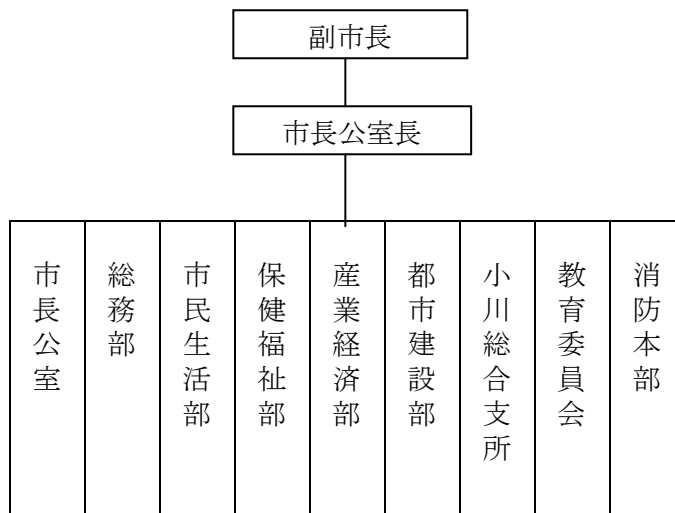 副市長
市長公室長
市長公室
総務部
市民生活部
保健福祉部
産業経済部
都市建設部
小川総合支所
教育委員会
消防本部